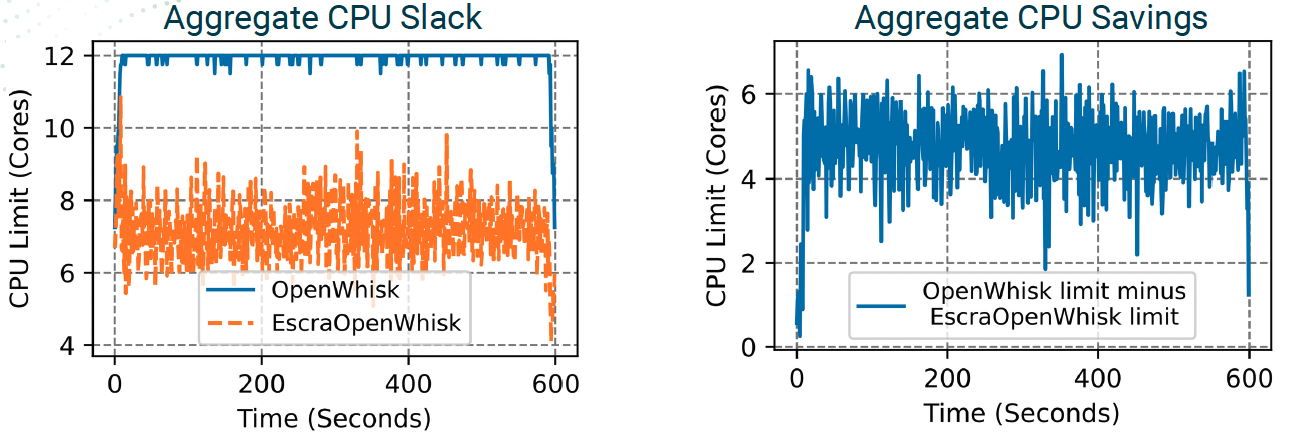 Aggregate CPU Slack
CPU Limit (Cores)
12
10
8
6
4
OpenWhisk
EscraOpenWhisk
0
200
400
600
Time (Seconds)
Aggregate CPU Savings
CPU Limit (Cores)
6
4
2
0
OpenWhisk limit minus
EscraOpenWhisk limit
0
200
400
600
Time (Seconds)